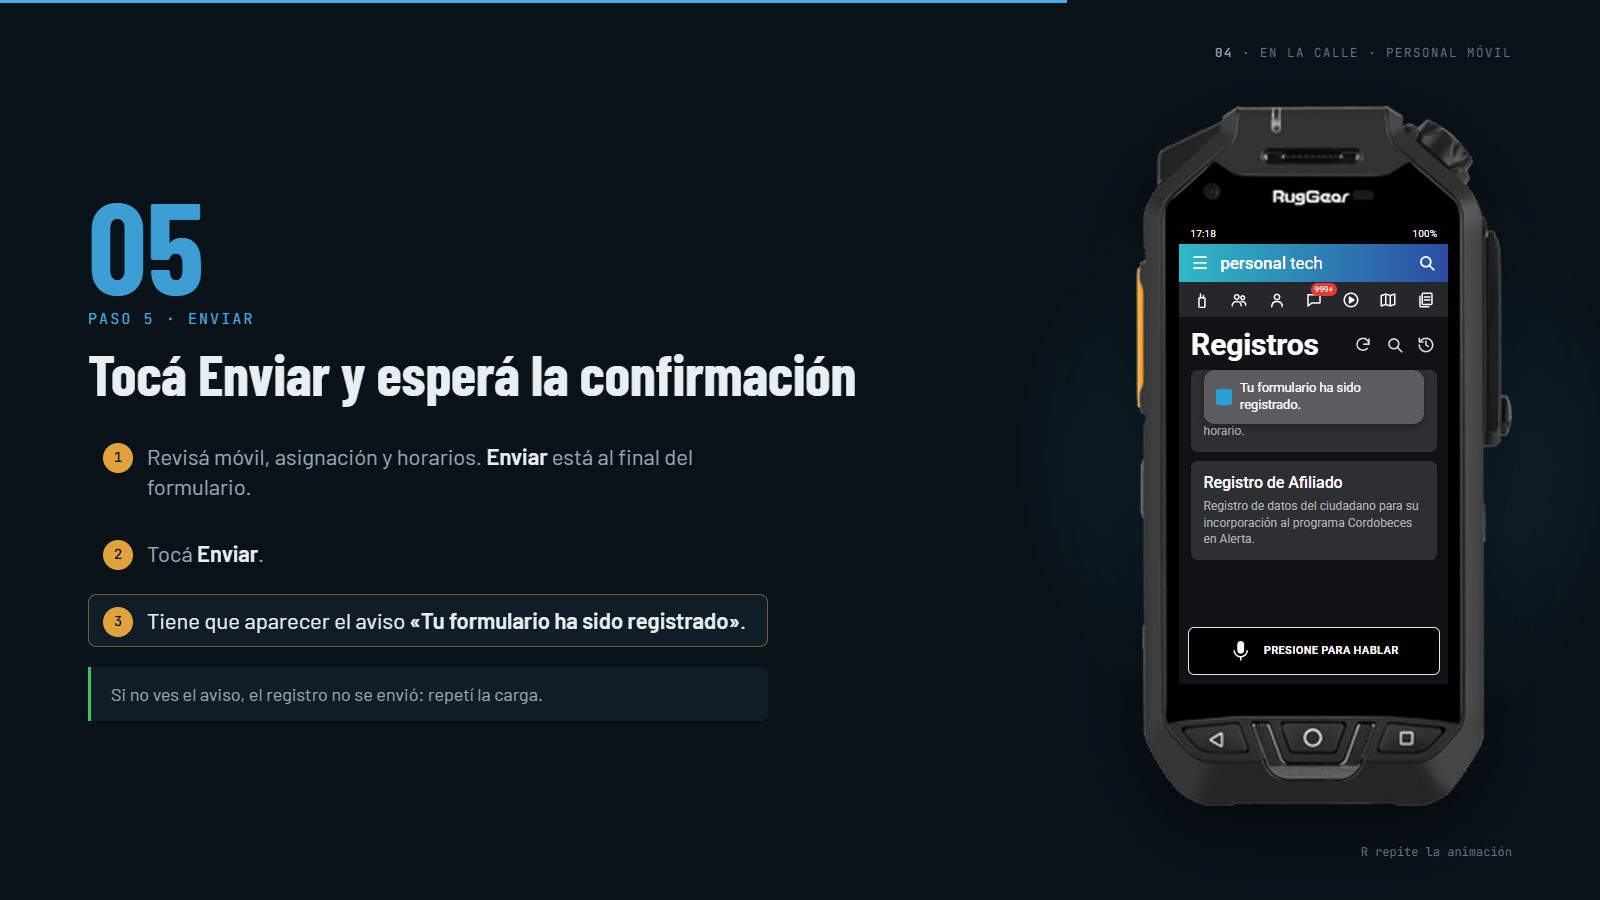 04 · EN LA CALLE · PERSONAL MÓVIL
05
PASO 5 · ENVIAR
Tocá Enviar y esperá la confirmación
1 Revisá móvil, asignación y horarios. Enviar está al final del
formulario.
2 Tocá Enviar.
3 Tiene que aparecer el aviso «Tu formulario ha sido registrado».
Si no ves el aviso, el registro no se envió: repetí la carga.
RugGear
17:18 100%
personal tech
999+
Registros
Tu formulario ha sido
registrado.
horario.
Registro de Afiliado
Registro de datos del ciudadano para su
incorporación al programa Cordobeces
en Alerta.
PRESIONE PARA HABLAR
R repite la animación